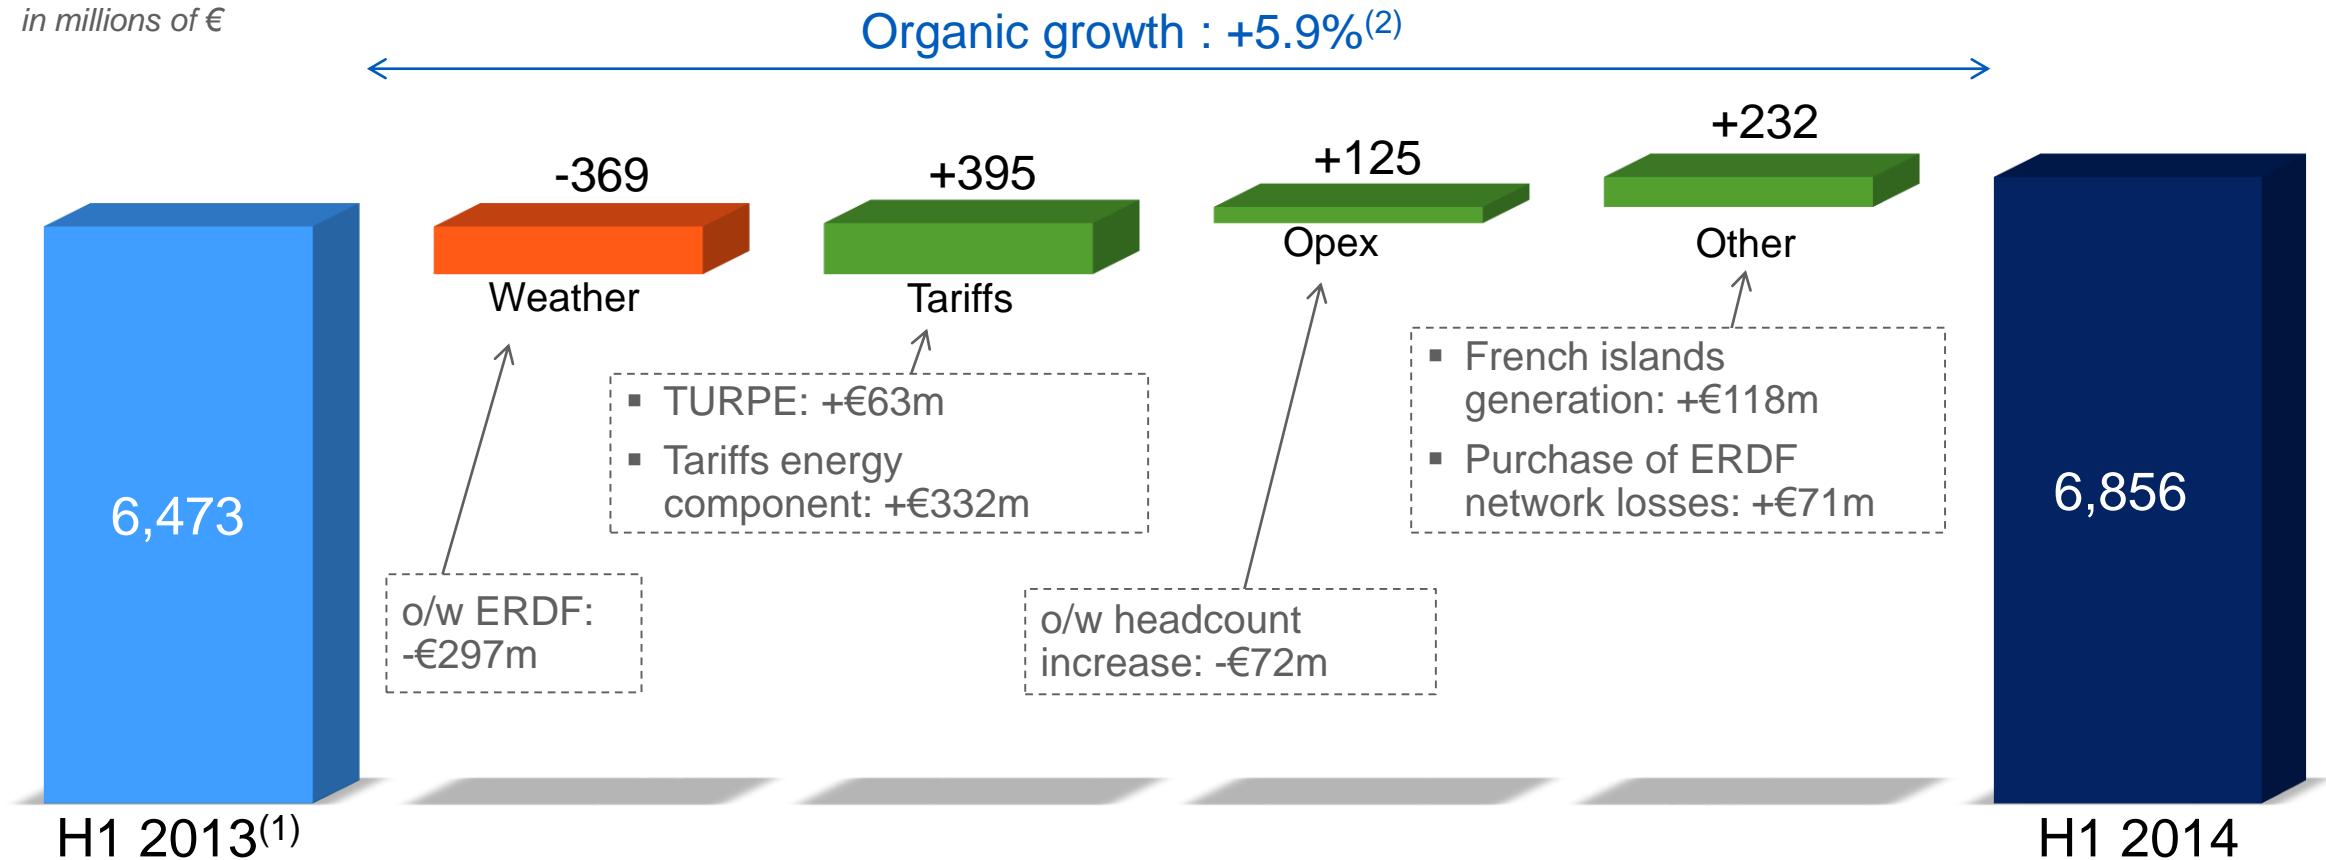 in millions of €
Organic growth : +5.9%(2)
-369
+395
+125
+232
Weather
Tariffs
Opex
Other
▪ TURPE: +€63m
▪ Tariffs energy
component: +€332m
▪ French islands
generation: +€118m
▪ Purchase of ERDF
network losses: +€71m
6,473
6,856
o/w ERDF:
-€297m
o/w headcount
increase: -€72m
H1 2013(1)
H1 2014